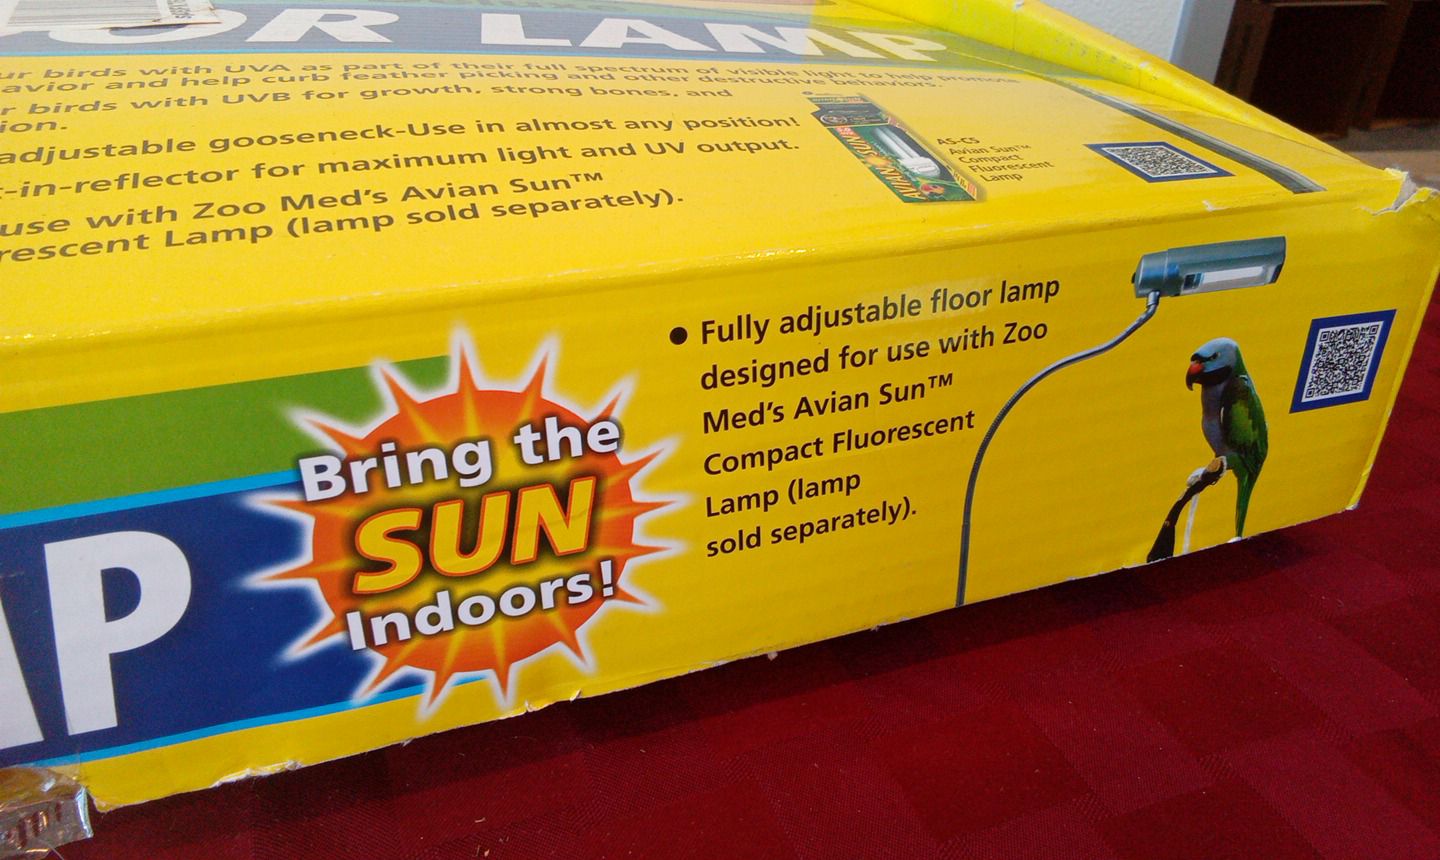 OR LAMP
ur birds with UVA as part of their full spectrum of visible light to help promote
avior and help curb feather picking and other destructive behaviors.
r birds with UVB for growth, strong bones, and
ion.
adjustable gooseneck-Use in almost any position!
-in-reflector for maximum light and UV output.
use with Zoo Med's Avian Sun™
rescent Lamp (lamp sold separately).
AS-C5
Avian Sun™
Compact
Fluorescent
Lamp
AP
Bring the
SUN
Indoors!
● Fully adjustable floor lamp
designed for use with Zoo
Med's Avian Sun™
Compact Fluorescent
Lamp (lamp
sold separately).